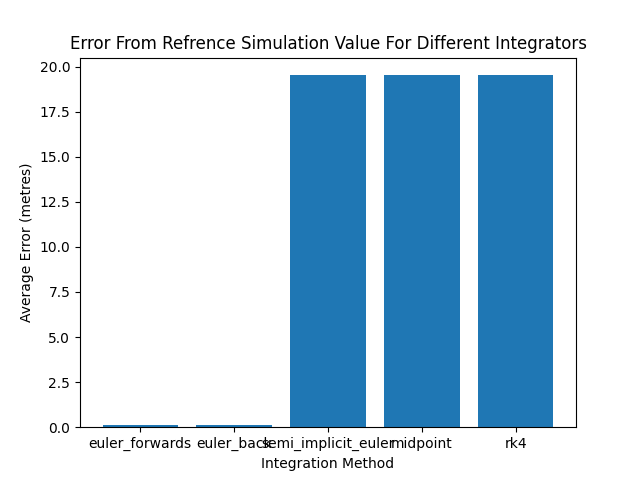 Error From Refrence Simulation Value For Different Integrators
Average Error (metres)
20.0
17.5
15.0
12.5
10.0
7.5
5.0
2.5
0.0
euler_forwards euler_back semi_implicit_euler midpoint rk4
Integration Method